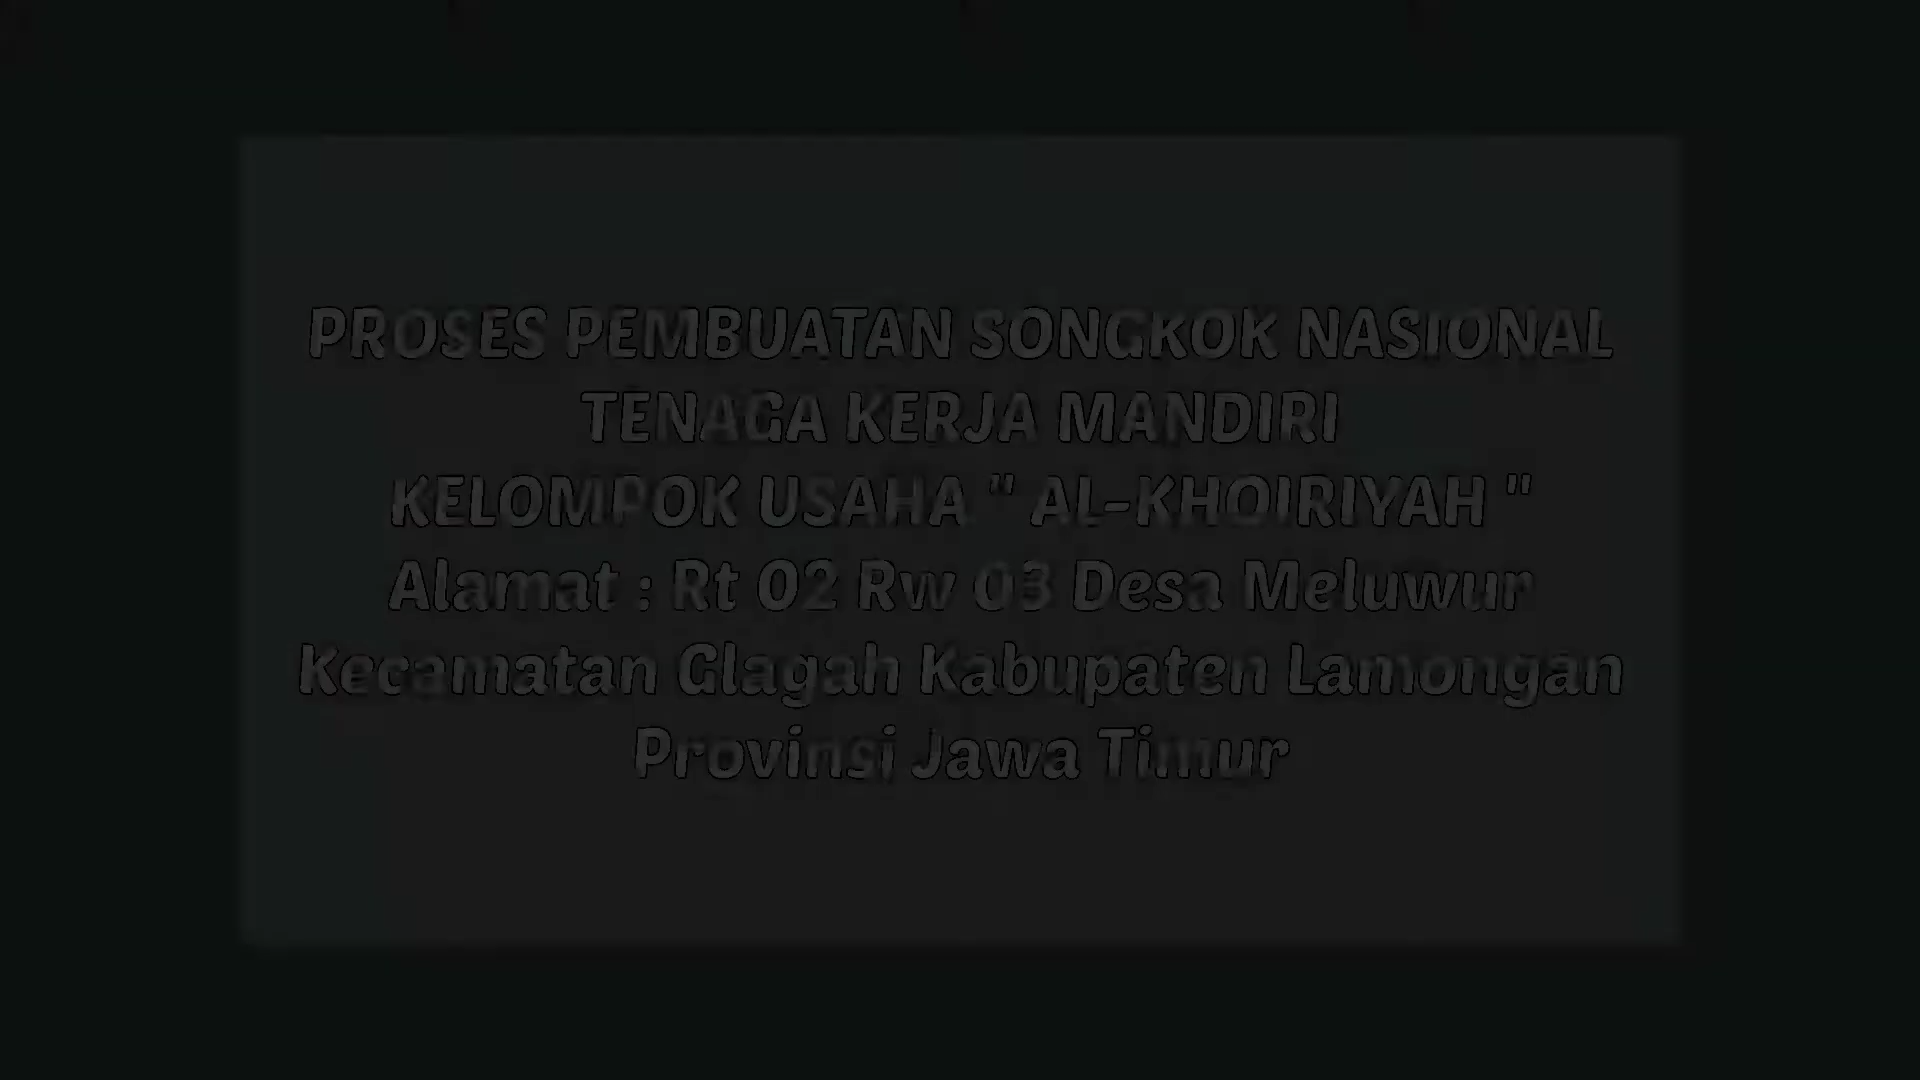 PROSES PEMBUATAN SONGKOK NASIONAL
TENAGA KERJA MANDIRI
KELOMPOK USAHA " AL-KHOIRIYAH "
Alamat : Rt 02 Rw 03 Desa Meluwur
Kecamatan Glagah Kabupaten Lamongan
Provinsi Jawa Timur